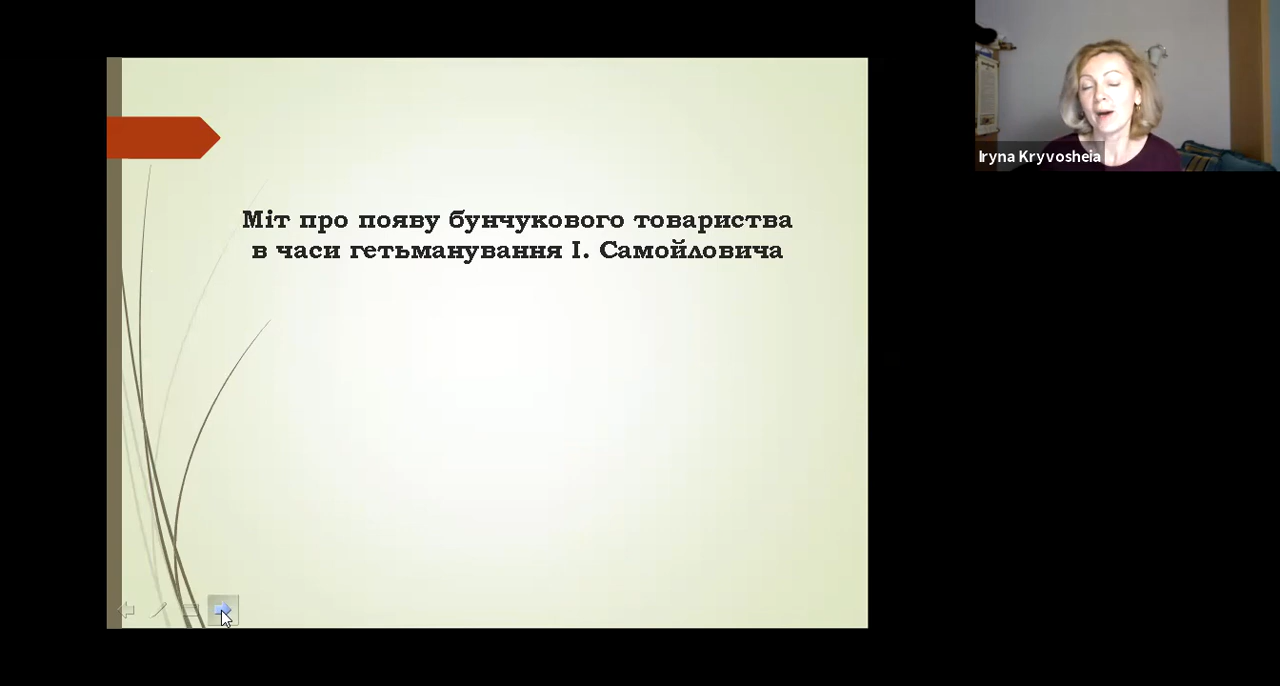 Міт про появу бунчукового товариства
в часи гетьманування І. Самойловича
Iryna Kryvosheia